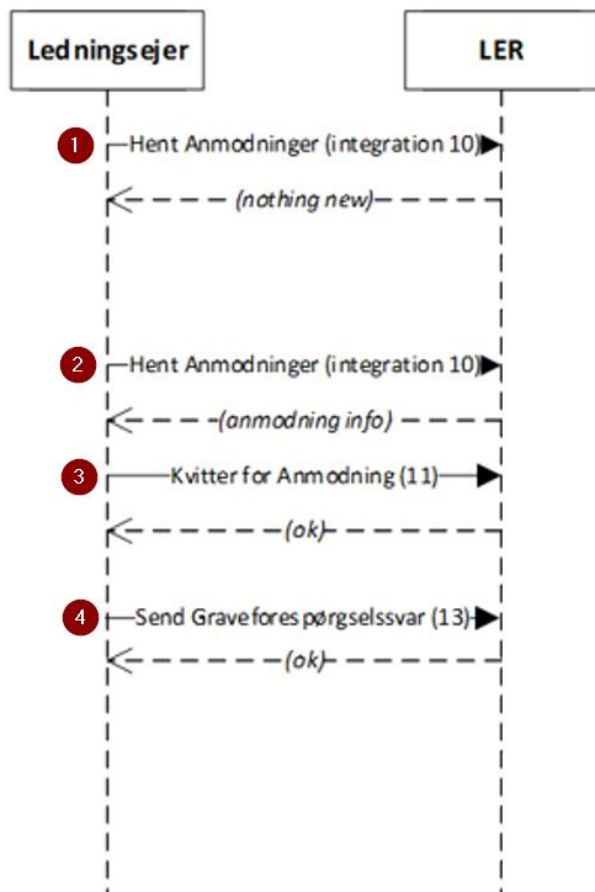 Ledningsejer
LER
1 Hent Anmodninger (integration 10)
(nothing new)
2 Hent Anmodninger (integration 10)
(anmodning info)
3 Kvitter for Anmodning (11)
(ok)
4 Send Graveforespørgselssvar (13)
(ok)